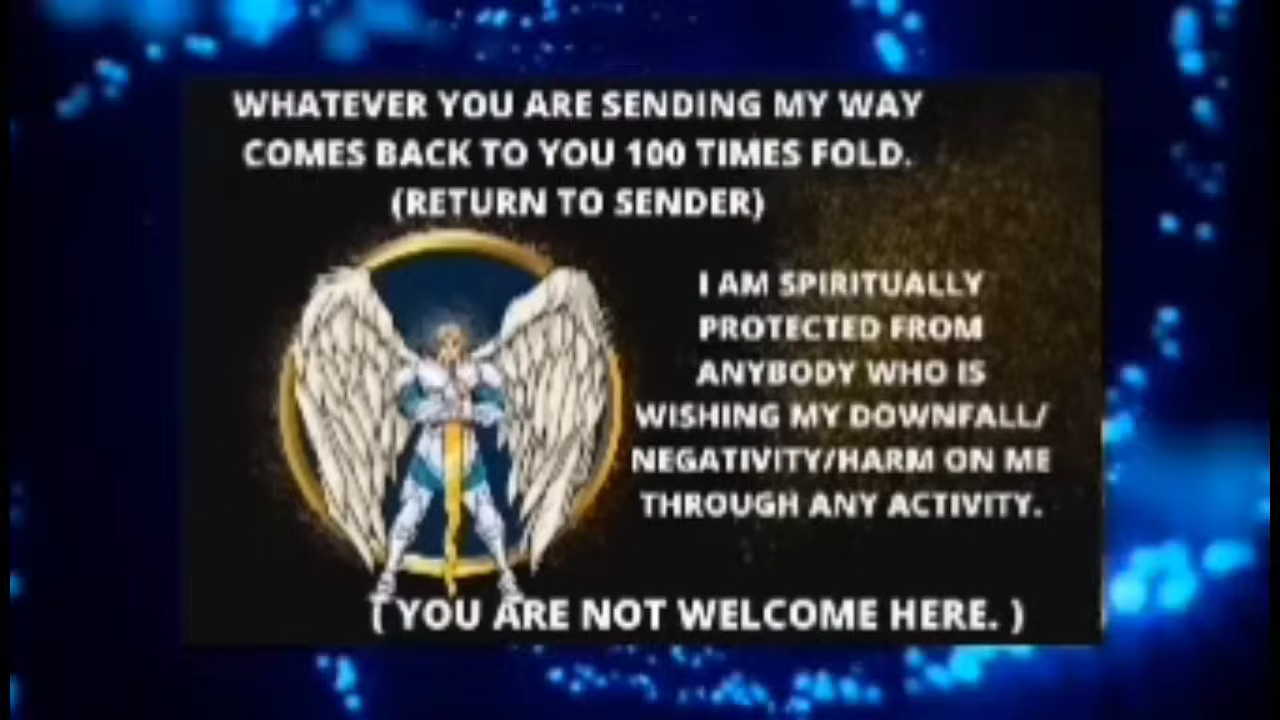 WHATEVER YOU ARE SENDING MY WAY
COMES BACK TO YOU 100 TIMES FOLD.
(RETURN TO SENDER)
I AM SPIRITUALLY
PROTECTED FROM
ANYBODY WHO IS
WISHING MY DOWNFALL/
NEGATIVITY/HARM ON ME
THROUGH ANY ACTIVITY.
( YOU ARE NOT WELCOME HERE. )